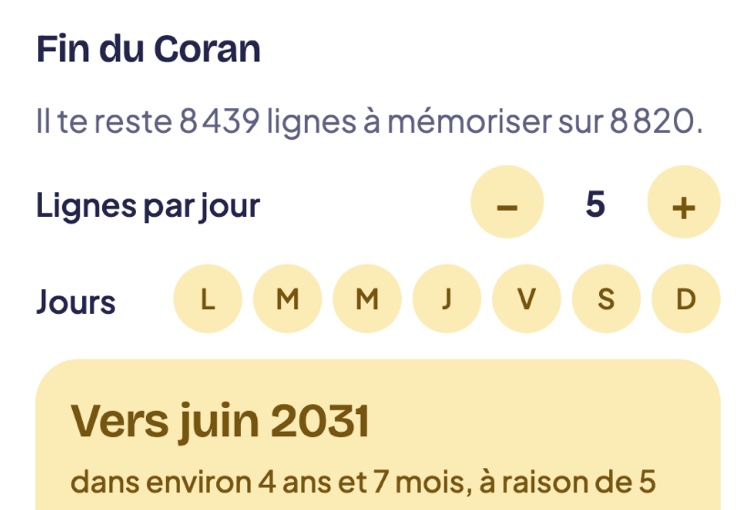 Fin du Coran
Il te reste 8 439 lignes à mémoriser sur 8 820.
Lignes par jour − 5 +
Jours L M M J V S D
Vers juin 2031
dans environ 4 ans et 7 mois, à raison de 5